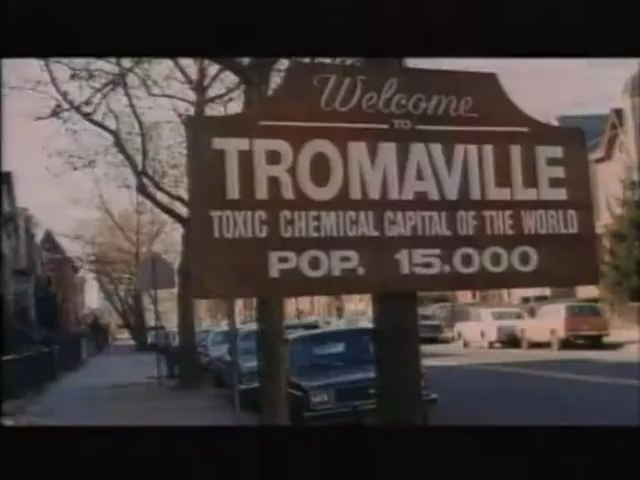 Welcome
TO
TROMAVILLE
TOXIC CHEMICAL CAPITAL OF THE WORLD
POP. 15.000